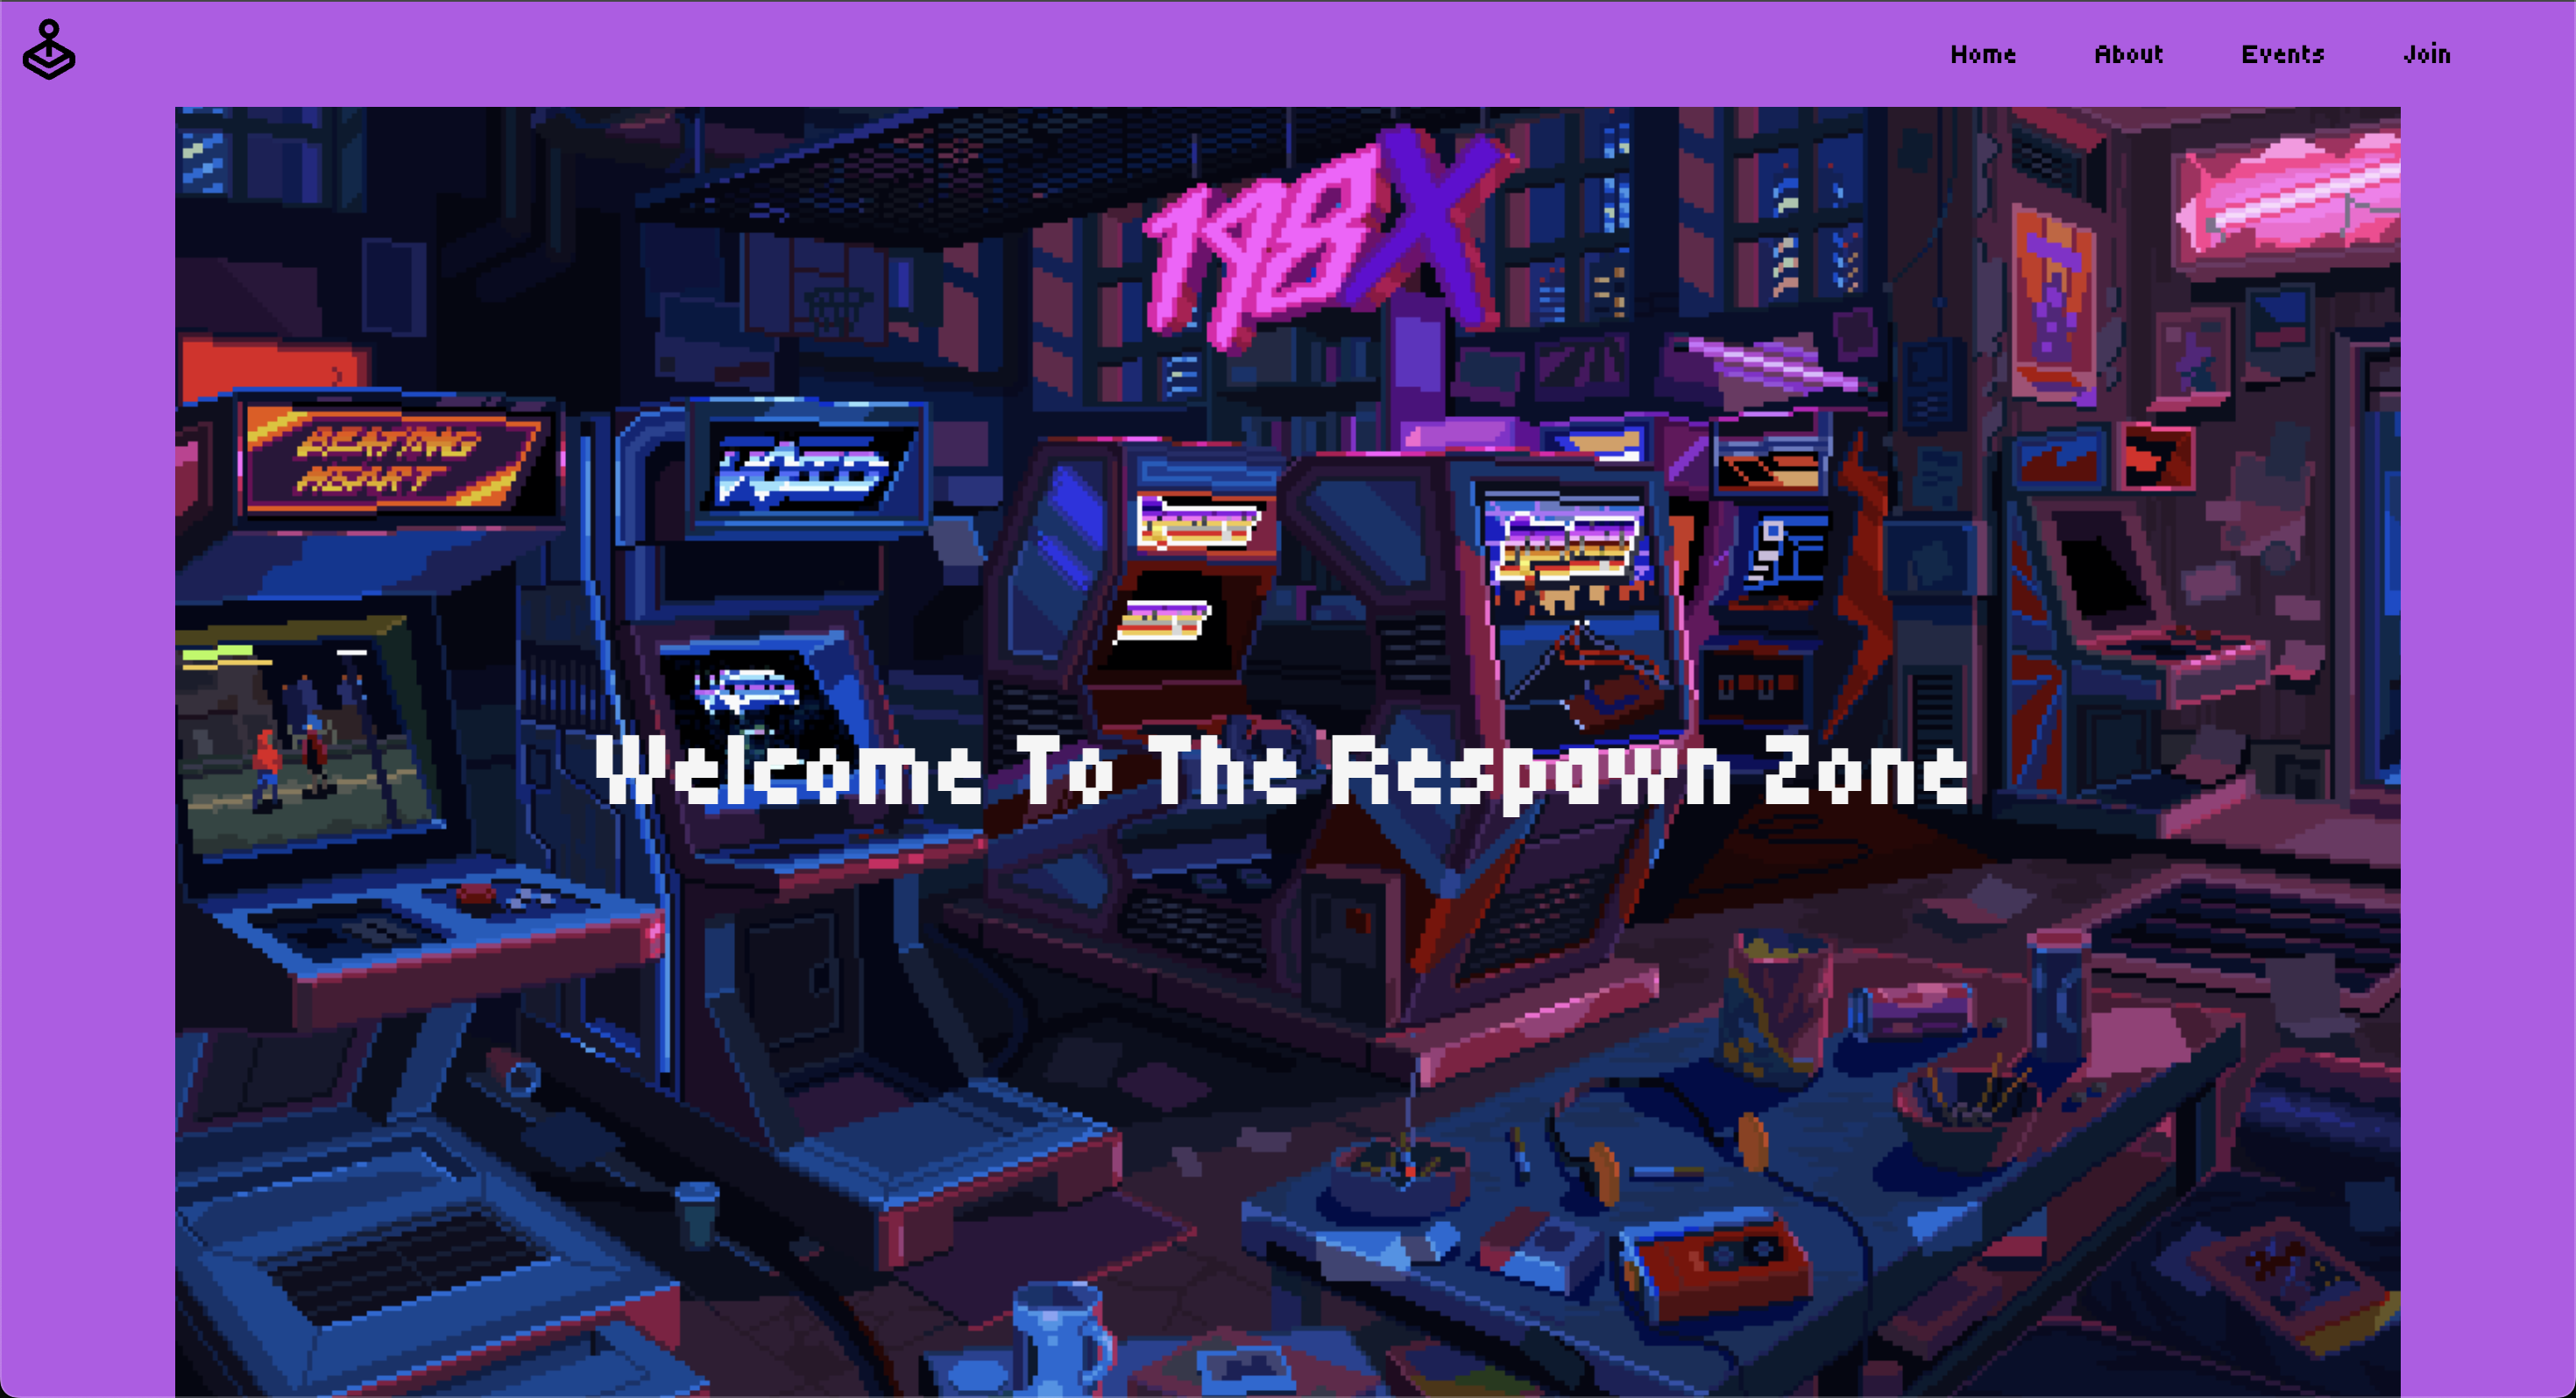 Home About Events Join
198X
BEATING
HEART
Welcome To The Respawn Zone